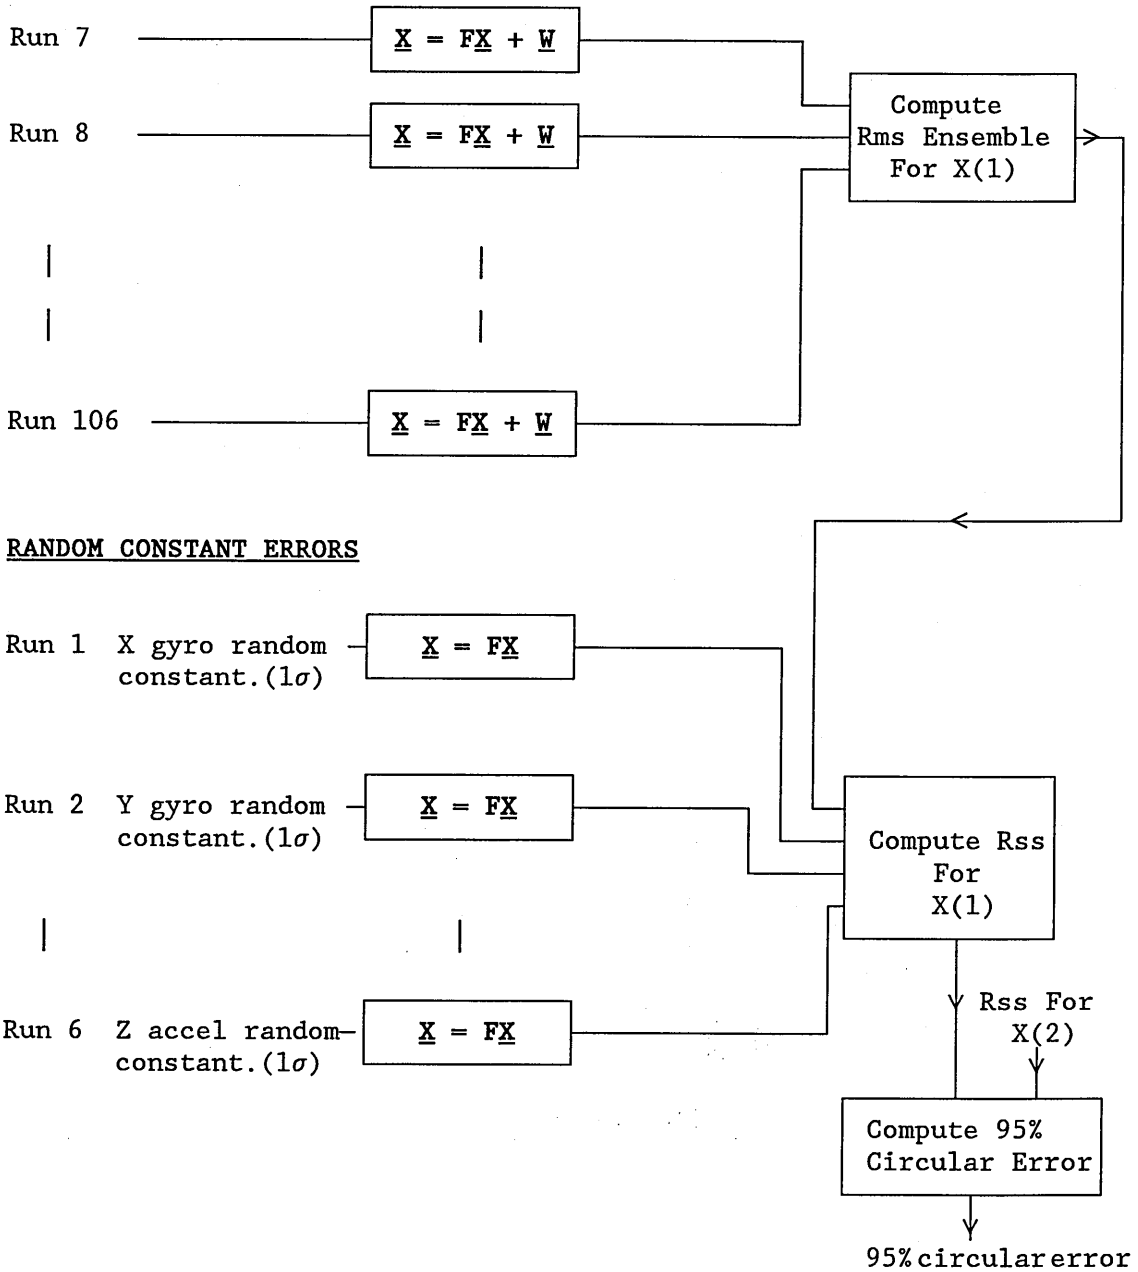 Run 7
X = FX + W
Run 8
X = FX + W
Compute
Rms Ensemble
For X(1)
Run 106
X = FX + W
RANDOM CONSTANT ERRORS
Run 1 X gyro random
constant.(1σ)
X = FX
Run 2 Y gyro random
constant.(1σ)
X = FX
Compute Rss
For
X(1)
Run 6 Z accel random
constant.(1σ)
X = FX
Rss For
X(2)
Compute 95%
Circular Error
95% circular error